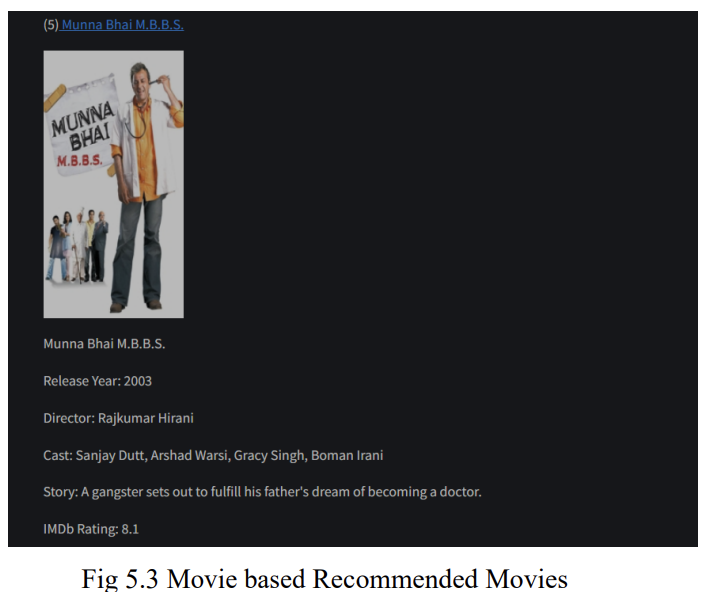 (5) Munna Bhai M.B.B.S.
MUNNA
BHAI
M.B.B.S.
Munna Bhai M.B.B.S.
Release Year: 2003
Director: Rajkumar Hirani
Cast: Sanjay Dutt, Arshad Warsi, Gracy Singh, Boman Irani
Story: A gangster sets out to fulfill his father's dream of becoming a doctor.
IMDb Rating: 8.1
Fig 5.3 Movie based Recommended Movies